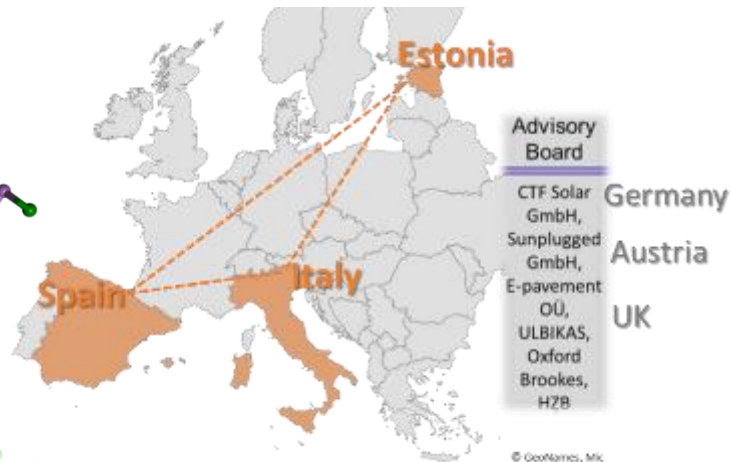 Estonia
Spain
Italy
Advisory
Board
CTF Solar
GmbH,
Sunplugged
GmbH,
E-pavement
OÜ,
ULBIKAS,
Oxford
Brookes,
HZB
Germany
Austria
UK
© GeoNames, Mic